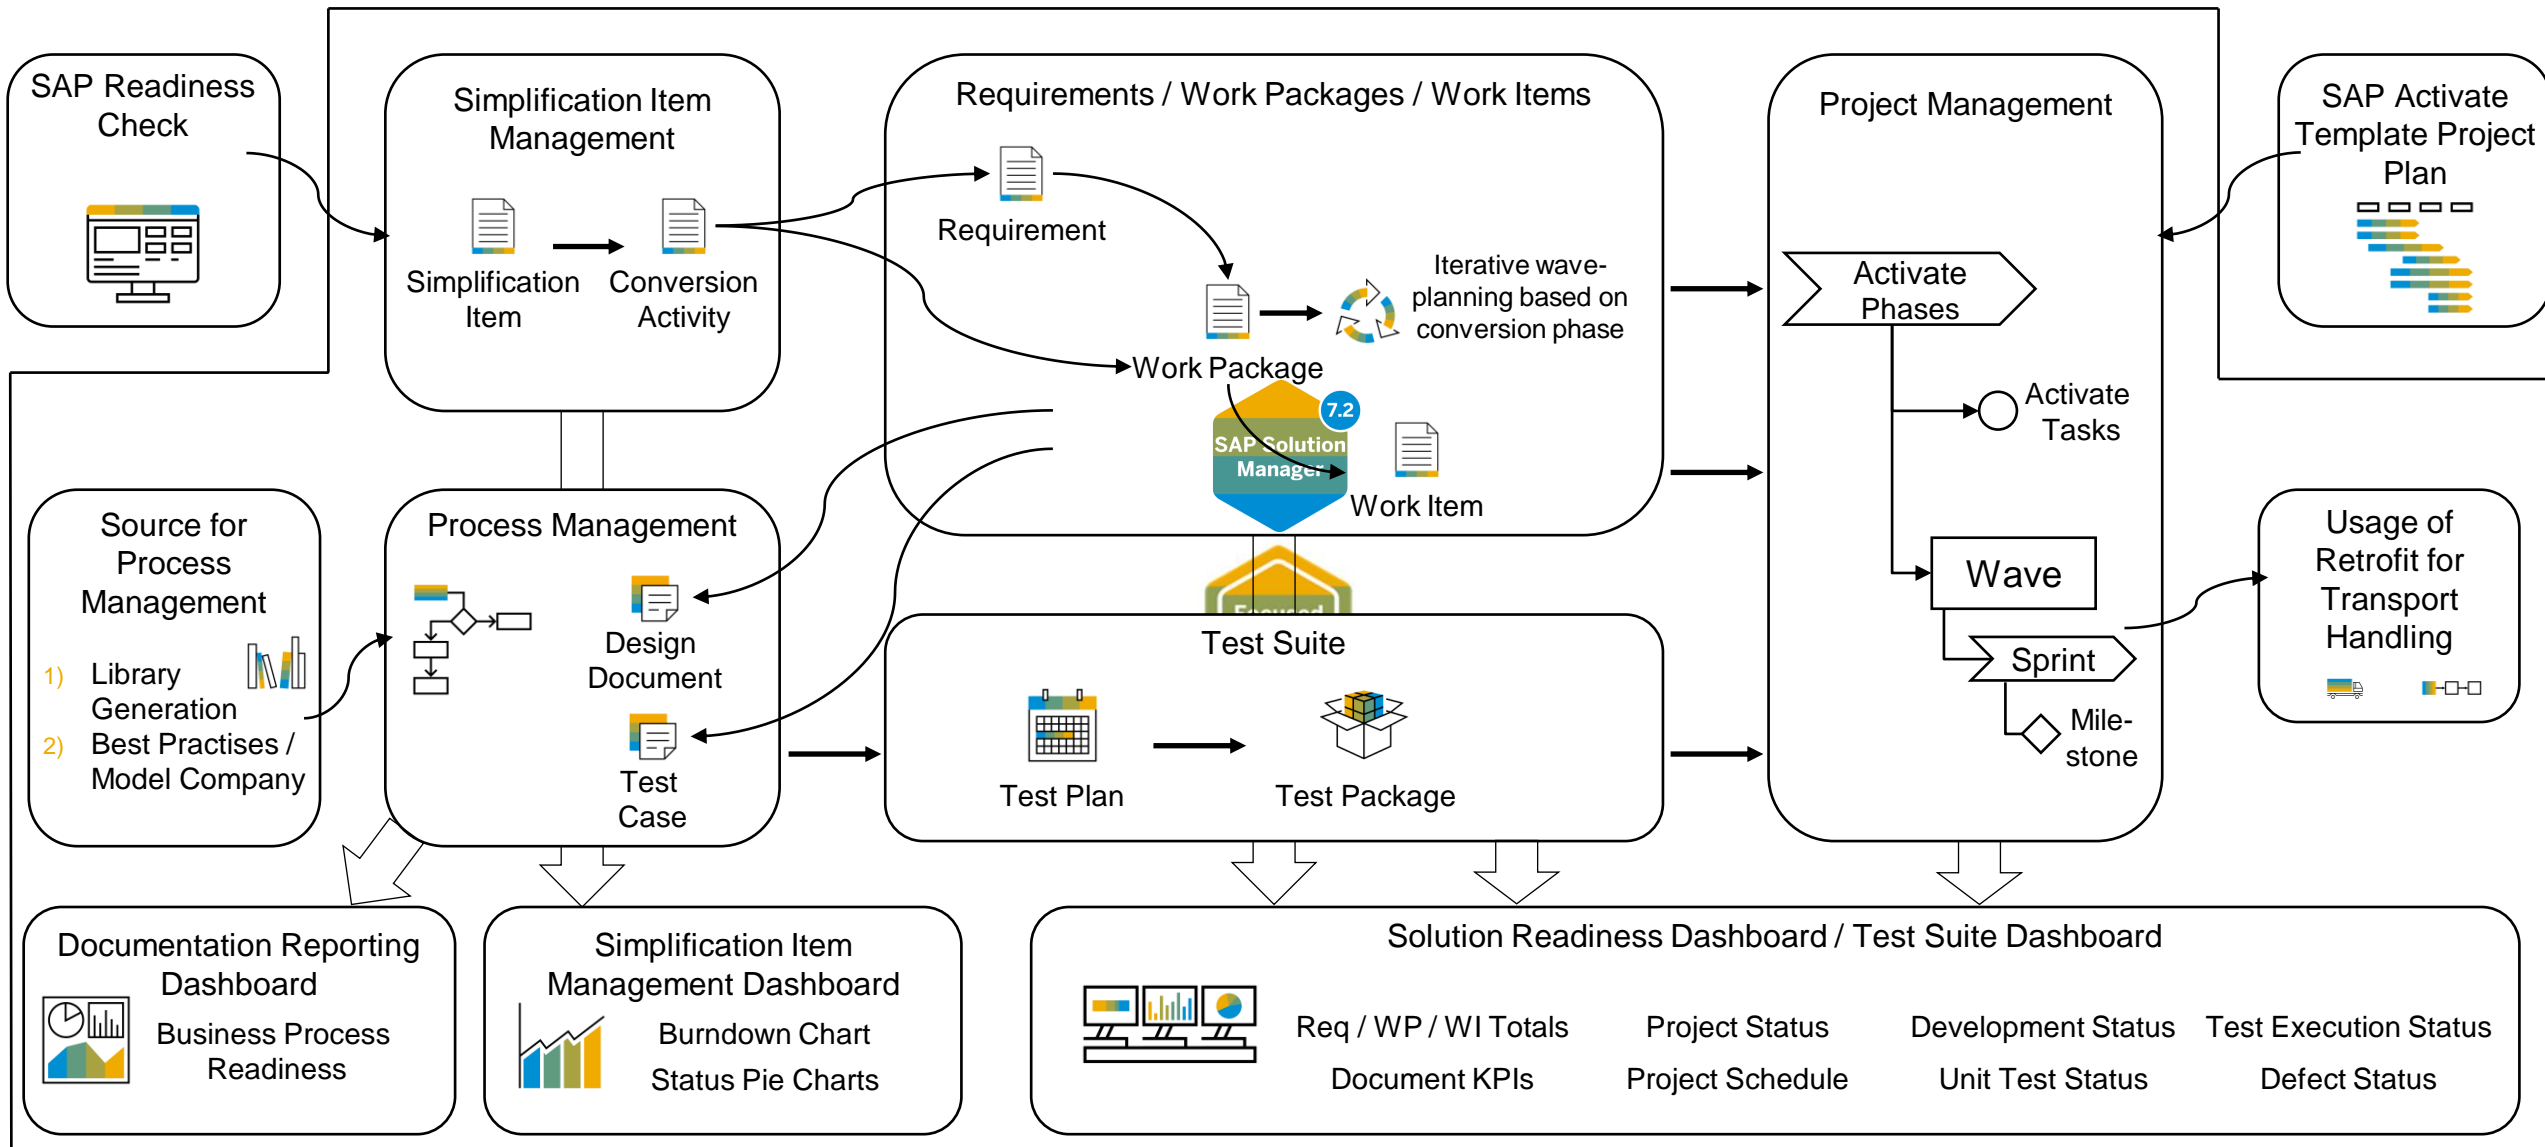 SAP Readiness
Check
Simplification Item
Management
Simplification
Item
Conversion
Activity
Requirements / Work Packages / Work Items
Requirement
Iterative wave-
planning based on
conversion phase
Work Package
7.2
SAP Solution
Manager
Work Item
Project Management
Activate
Phases
Activate
Tasks
Wave
Sprint
Mile-
stone
SAP Activate
Template Project
Plan
Source for
Process
Management
1) Library
Generation
2) Best Practises /
Model Company
Process Management
Design
Document
Test
Case
Focused
Test Suite
Test Plan
Test Package
Usage of
Retrofit for
Transport
Handling
Documentation Reporting
Dashboard
Business Process
Readiness
Simplification Item
Management Dashboard
Burndown Chart
Status Pie Charts
Solution Readiness Dashboard / Test Suite Dashboard
Req / WP / WI Totals
Project Status
Development Status
Test Execution Status
Document KPIs
Project Schedule
Unit Test Status
Defect Status